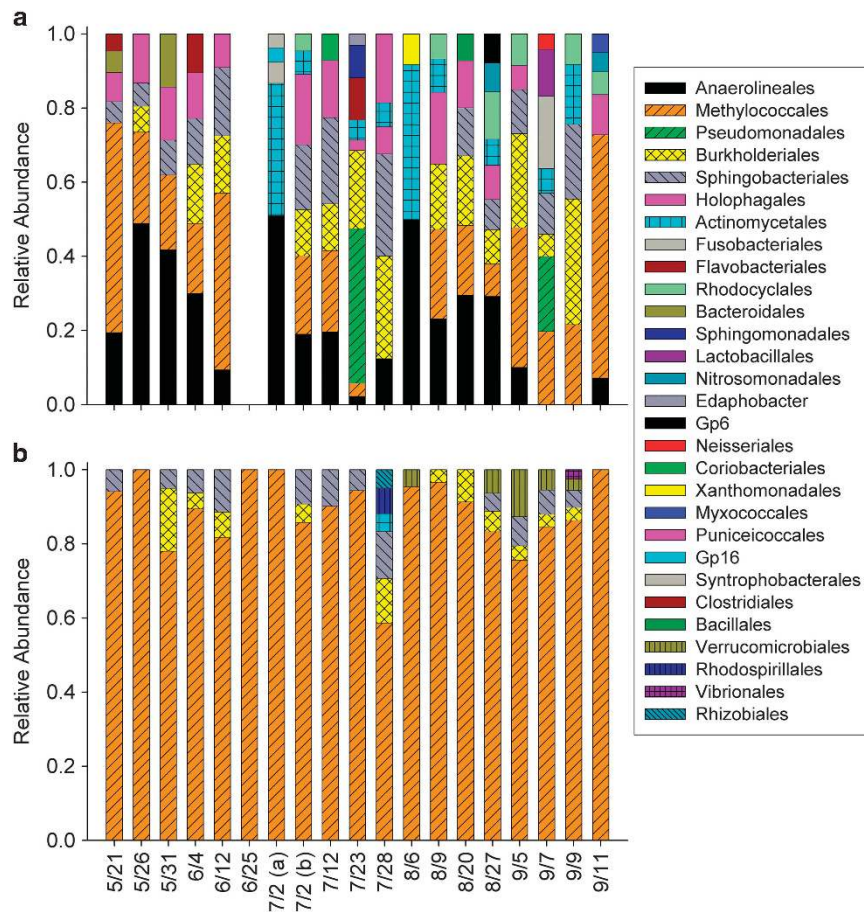 a
1.0
0.8
0.6
0.4
0.2
0.0
Relative Abundance
b
1.0
0.8
0.6
0.4
0.2
0.0
Relative Abundance
5/21
5/26
5/31
6/4
6/12
6/25
7/2 (a)
7/2 (b)
7/12
7/23
7/28
8/6
8/9
8/20
8/27
9/5
9/7
9/9
9/11
Anaerolineales
Methylococcales
Pseudomonadales
Burkholderiales
Sphingobacteriales
Holophagales
Actinomycetales
Fusobacteriales
Flavobacteriales
Rhodocyclales
Bacteroidales
Sphingomonadales
Lactobacillales
Nitrosomonadales
Edaphobacter
Gp6
Neisseriales
Coriobacteriales
Xanthomonadales
Myxococcales
Puniceicoccales
Gp16
Syntrophobacterales
Clostridiales
Bacillales
Verrucomicrobiales
Rhodospirillales
Vibrionales
Rhizobiales